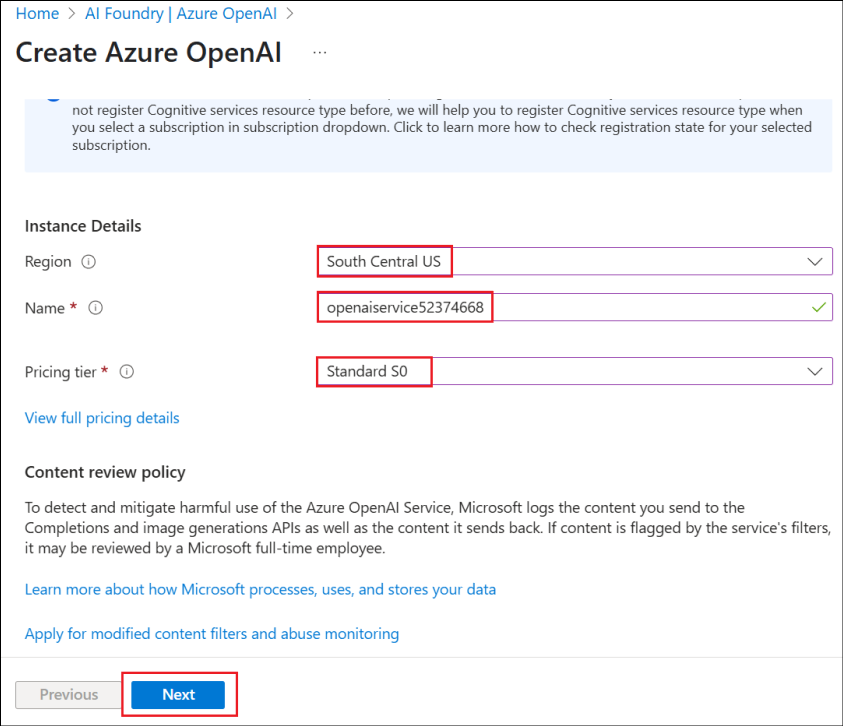 Home > AI Foundry | Azure OpenAI >
Create Azure OpenAI ...
not register Cognitive services resource type before, we will help you to register Cognitive services resource type when
you select a subscription in subscription dropdown. Click to learn more how to check registration state for your selected
subscription.
Instance Details
Region
South Central US
Name *
openaiservice52374668
Pricing tier *
Standard S0
View full pricing details
Content review policy
To detect and mitigate harmful use of the Azure OpenAI Service, Microsoft logs the content you send to the
Completions and image generations APIs as well as the content it sends back. If content is flagged by the service's filters,
it may be reviewed by a Microsoft full-time employee.
Learn more about how Microsoft processes, uses, and stores your data
Apply for modified content filters and abuse monitoring
Previous
Next